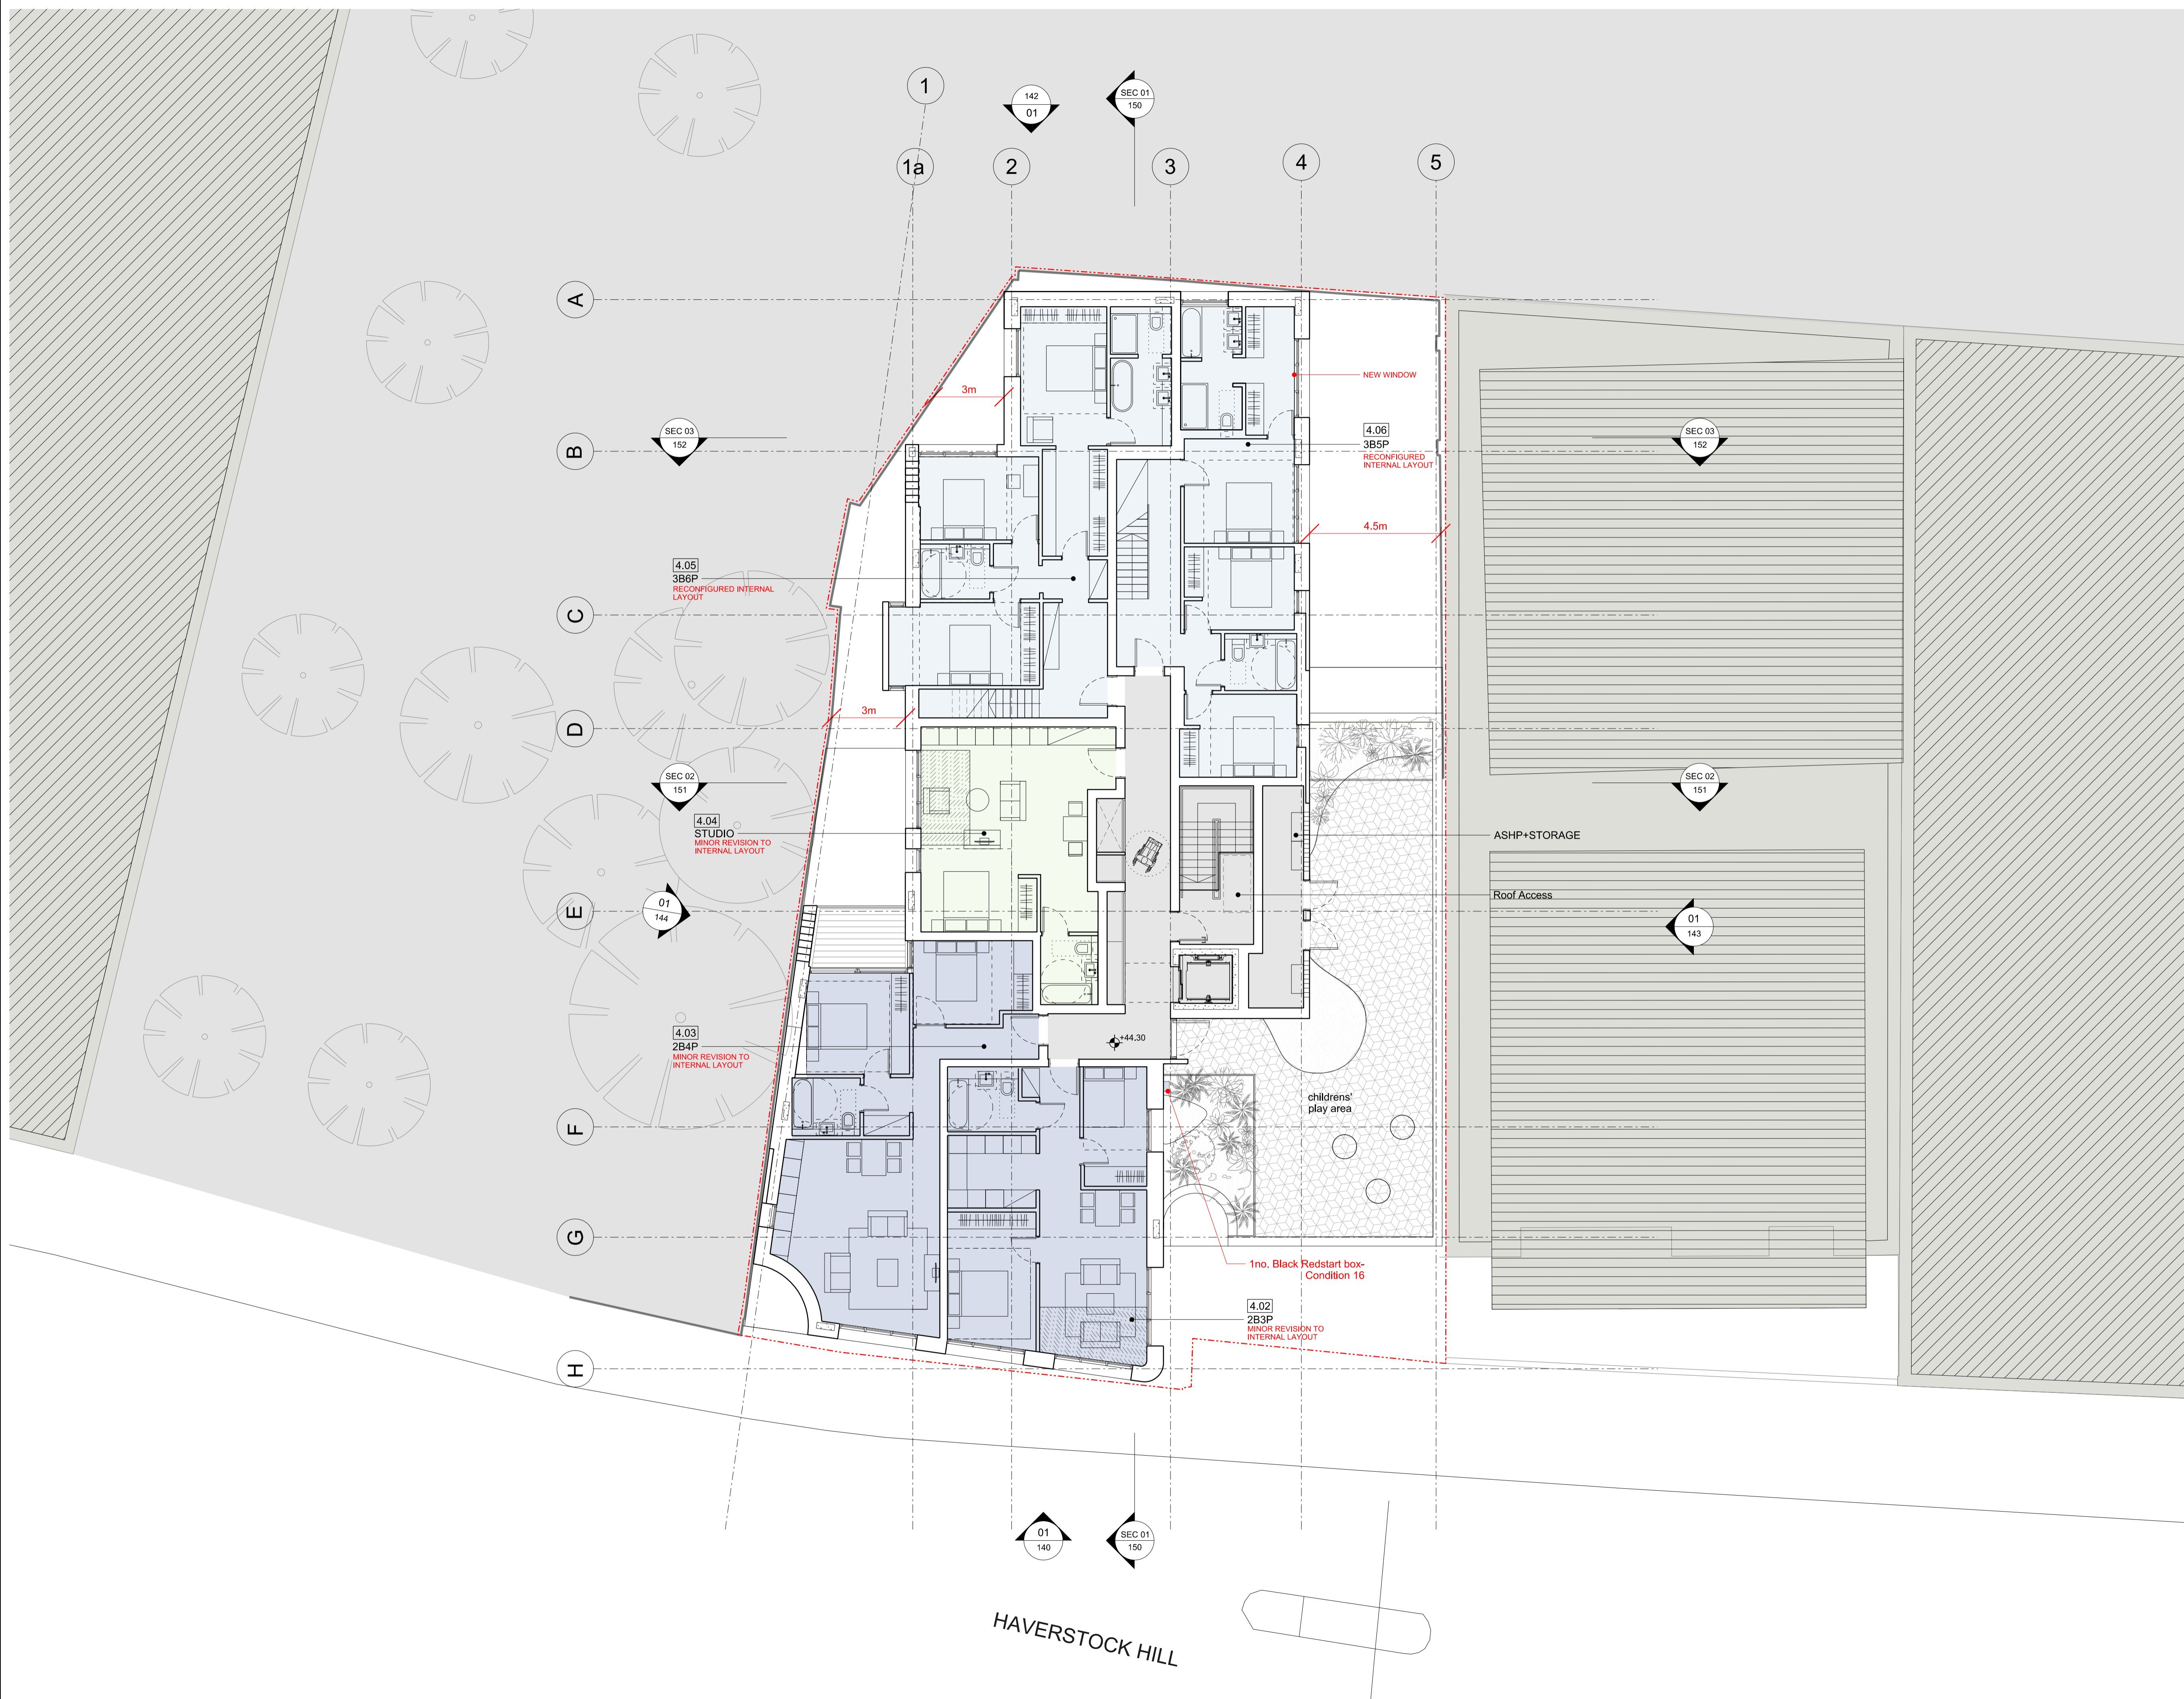 1
142
01
SEC 01
150
1a
2
3
4
5
A
NEW WINDOW
3m
4.06
3B5P
RECONFIGURED
INTERNAL LAYOUT
SEC 03
152
B
SEC 03
152
4.5m
4.05
3B6P
RECONFIGURED INTERNAL
LAYOUT
C
3m
D
SEC 02
151
SEC 02
151
4.04
STUDIO
MINOR REVISION TO
INTERNAL LAYOUT
ASHP+STORAGE
Roof Access
01
144
E
01
143
4.03
2B4P
MINOR REVISION TO
INTERNAL LAYOUT
+44.30
childrens'
play area
F
G
1no. Black Redstart box-
Condition 16
4.02
2B3P
MINOR REVISION TO
INTERNAL LAYOUT
H
01
140
SEC 01
150
HAVERSTOCK HILL